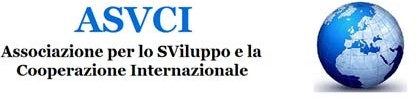 ASVCI
Associazione per lo SViluppo e la
Cooperazione Internazionale